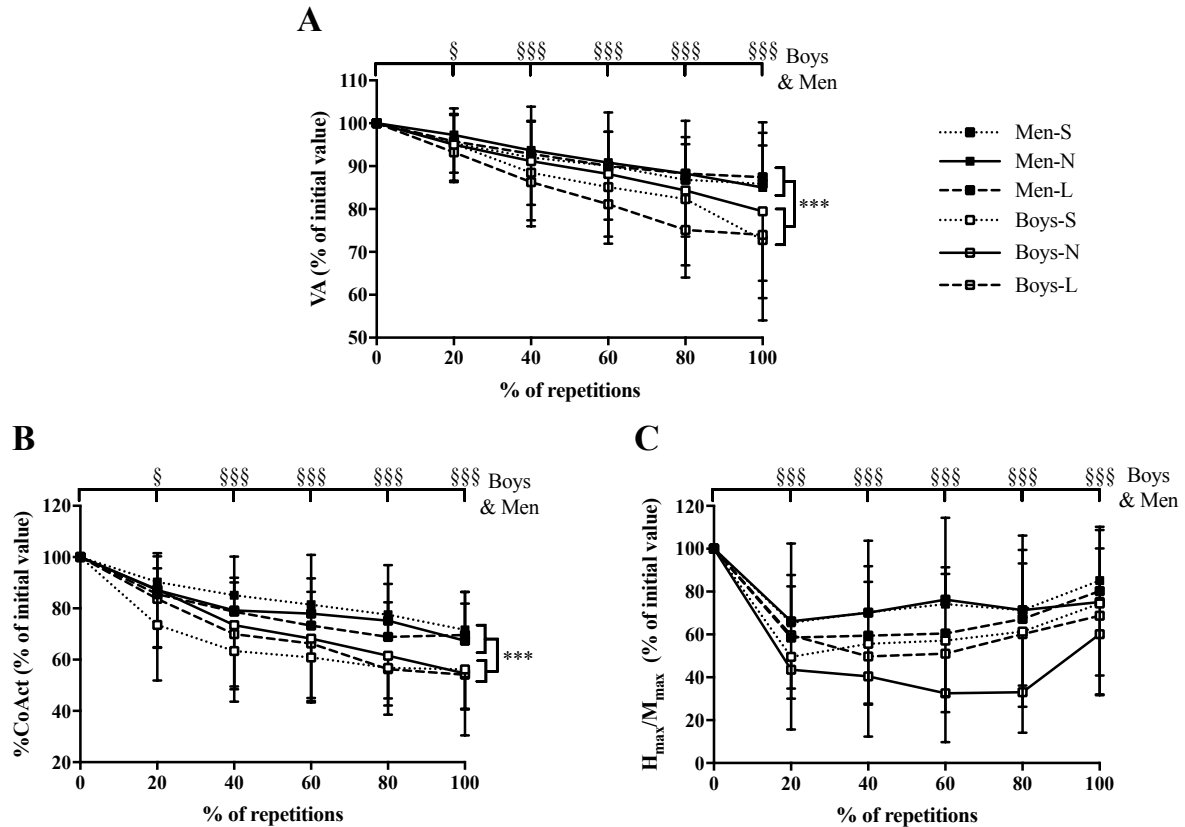 A
§ §§§ §§§ §§§ §§§ Boys
& Men
110
100
90
80
70
60
50
VA (% of initial value)
***
0 20 40 60 80 100
% of repetitions
Men-S
Men-N
Men-L
Boys-S
Boys-N
Boys-L
B
§ §§§ §§§ §§§ §§§ Boys
& Men
120
100
80
60
40
20
%CoAct (% of initial value)
***
0 20 40 60 80 100
% of repetitions
C
§§§ §§§ §§§ §§§ §§§ Boys
& Men
120
100
80
60
40
20
0
Hmax/Mmax (% of initial value)
0 20 40 60 80 100
% of repetitions